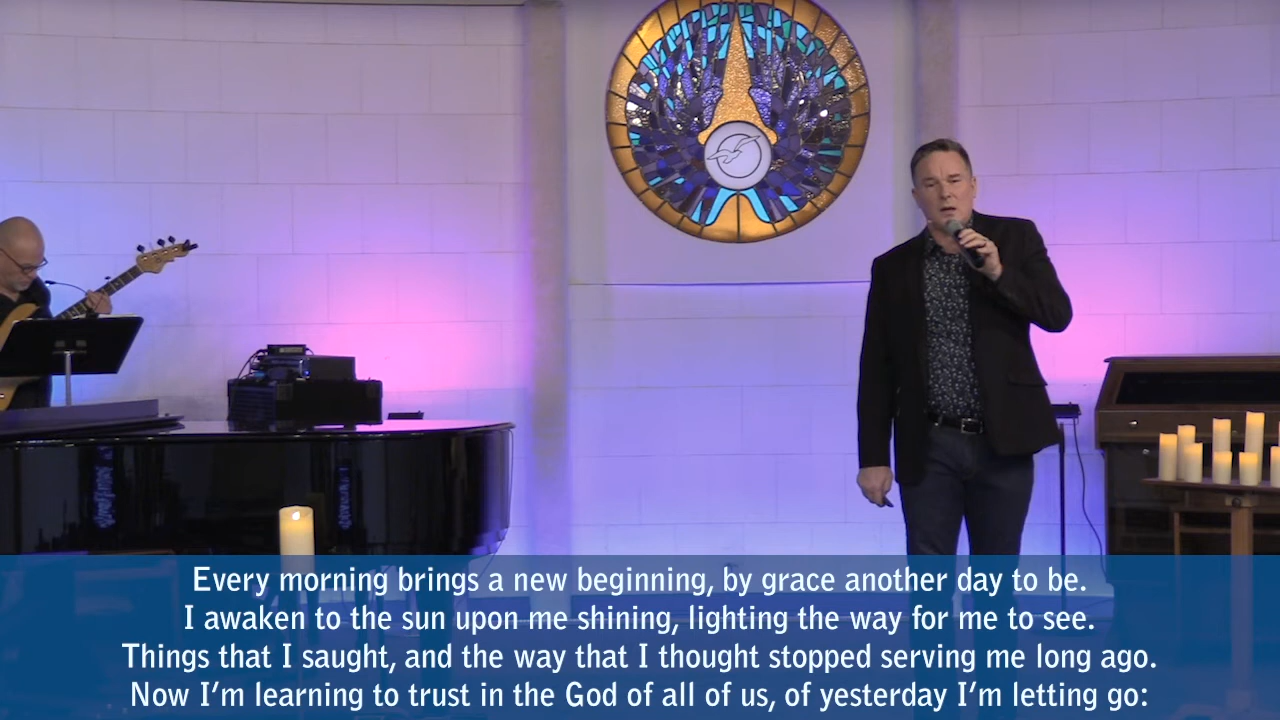 Every morning brings a new beginning, by grace another day to be.
I awaken to the sun upon me shining, lighting the way for me to see.
Things that I saught, and the way that I thought stopped serving me long ago.
Now I'm learning to trust in the God of all of us, of yesterday I'm letting go: